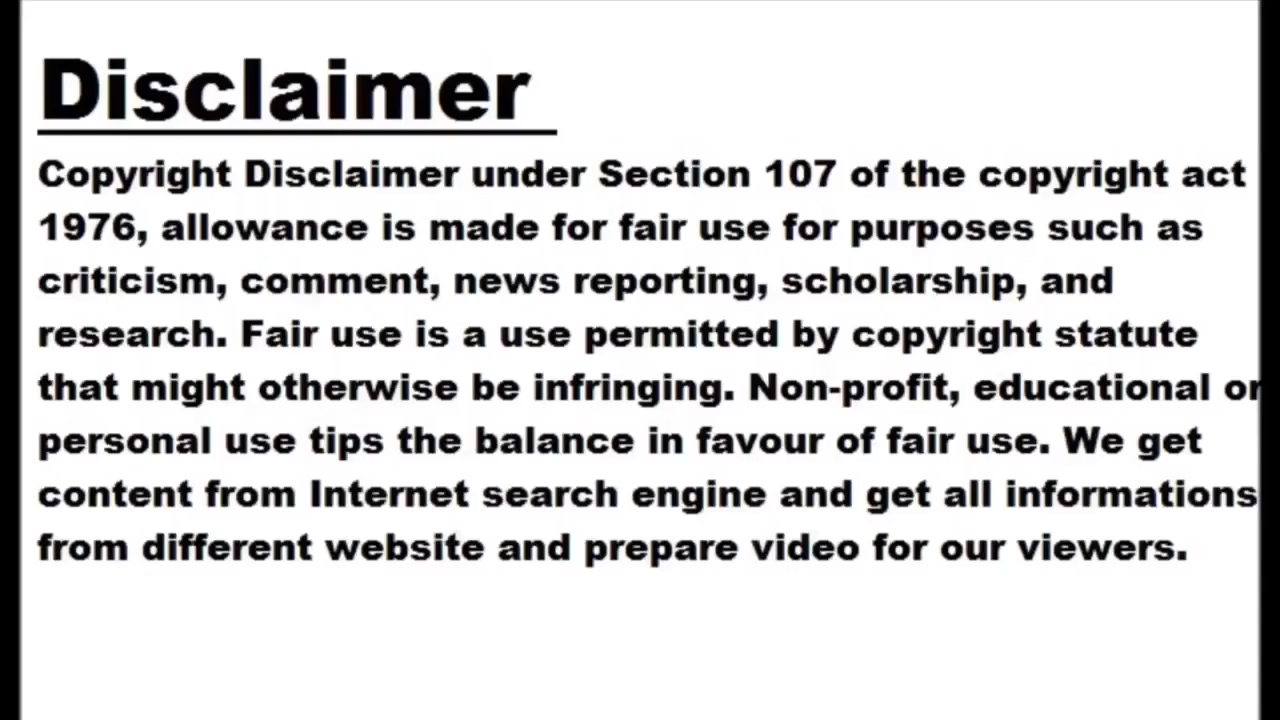 Disclaimer
Copyright Disclaimer under Section 107 of the copyright act
1976, allowance is made for fair use for purposes such as
criticism, comment, news reporting, scholarship, and
research. Fair use is a use permitted by copyright statute
that might otherwise be infringing. Non-profit, educational or
personal use tips the balance in favour of fair use. We get
content from Internet search engine and get all informations
from different website and prepare video for our viewers.